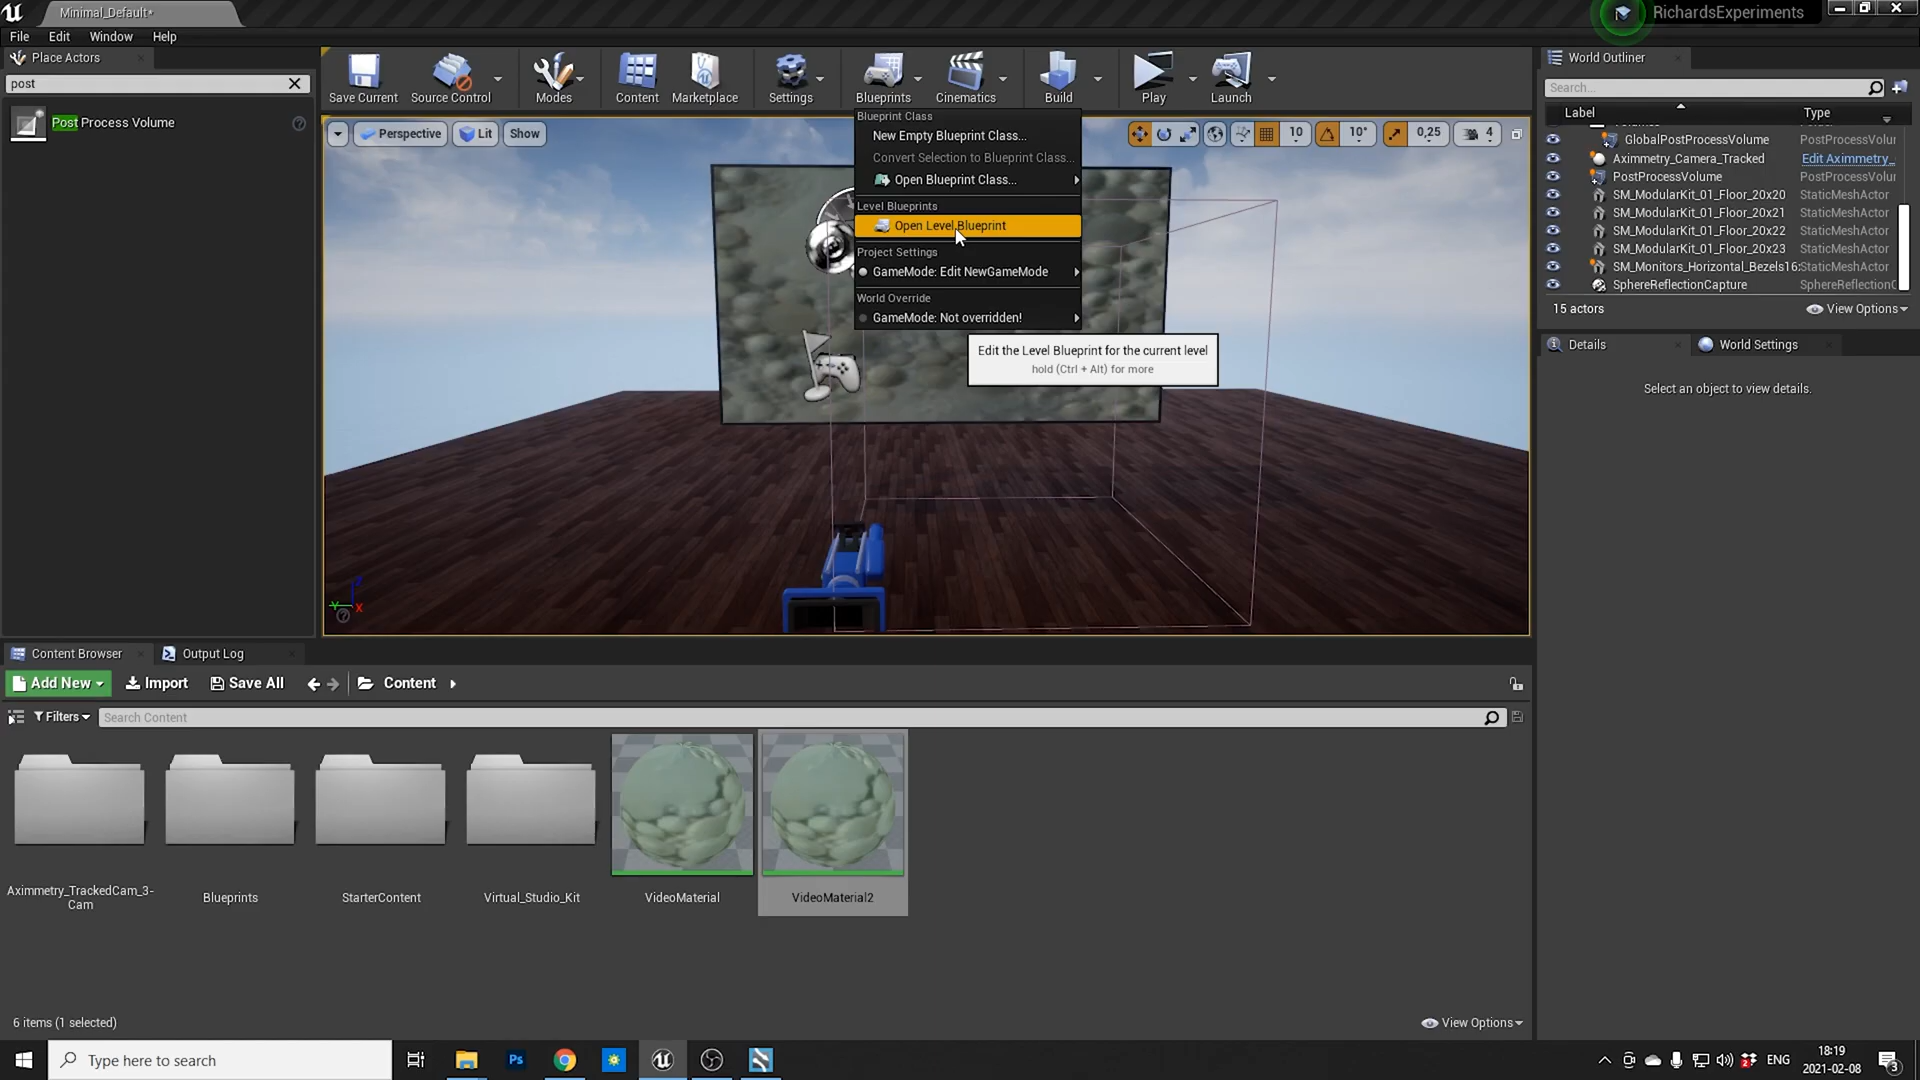 Minimal_Default*
RichardsExperiments
File Edit Window Help
Place Actors
post
Post Process Volume
Save Current
Source Control
Modes
Content
Marketplace
Settings
Blueprints
Cinematics
Build
Play
Launch
Perspective
Lit
Show
10
10°
0,25
4
Blueprint Class
New Empty Blueprint Class...
Convert Selection to Blueprint Class...
Open Blueprint Class...
Level Blueprints
Open Level Blueprint
Project Settings
GameMode: Edit NewGameMode
World Override
GameMode: Not overridden!
Edit the Level Blueprint for the current level
hold (Ctrl + Alt) for more
World Outliner
Search...
Label Type
GlobalPostProcessVolume PostProcessVolur
Aximmetry_Camera_Tracked Edit Aximmetry_
PostProcessVolume PostProcessVolur
SM_ModularKit_01_Floor_20x20 StaticMeshActor
SM_ModularKit_01_Floor_20x21 StaticMeshActor
SM_ModularKit_01_Floor_20x22 StaticMeshActor
SM_ModularKit_01_Floor_20x23 StaticMeshActor
SM_Monitors_Horizontal_Bezels16: StaticMeshActor
SphereReflectionCapture SphereReflectionC
15 actors
View Options
Details
World Settings
Select an object to view details.
Z
Y
X
Content Browser
Output Log
Add New
Import
Save All
Content
Filters
Search Content
Aximmetry_TrackedCam_3-
Cam
Blueprints
StarterContent
Virtual_Studio_Kit
VideoMaterial
VideoMaterial2
6 items (1 selected)
View Options
Type here to search
Ps
ENG
18:19
2021-02-08
3